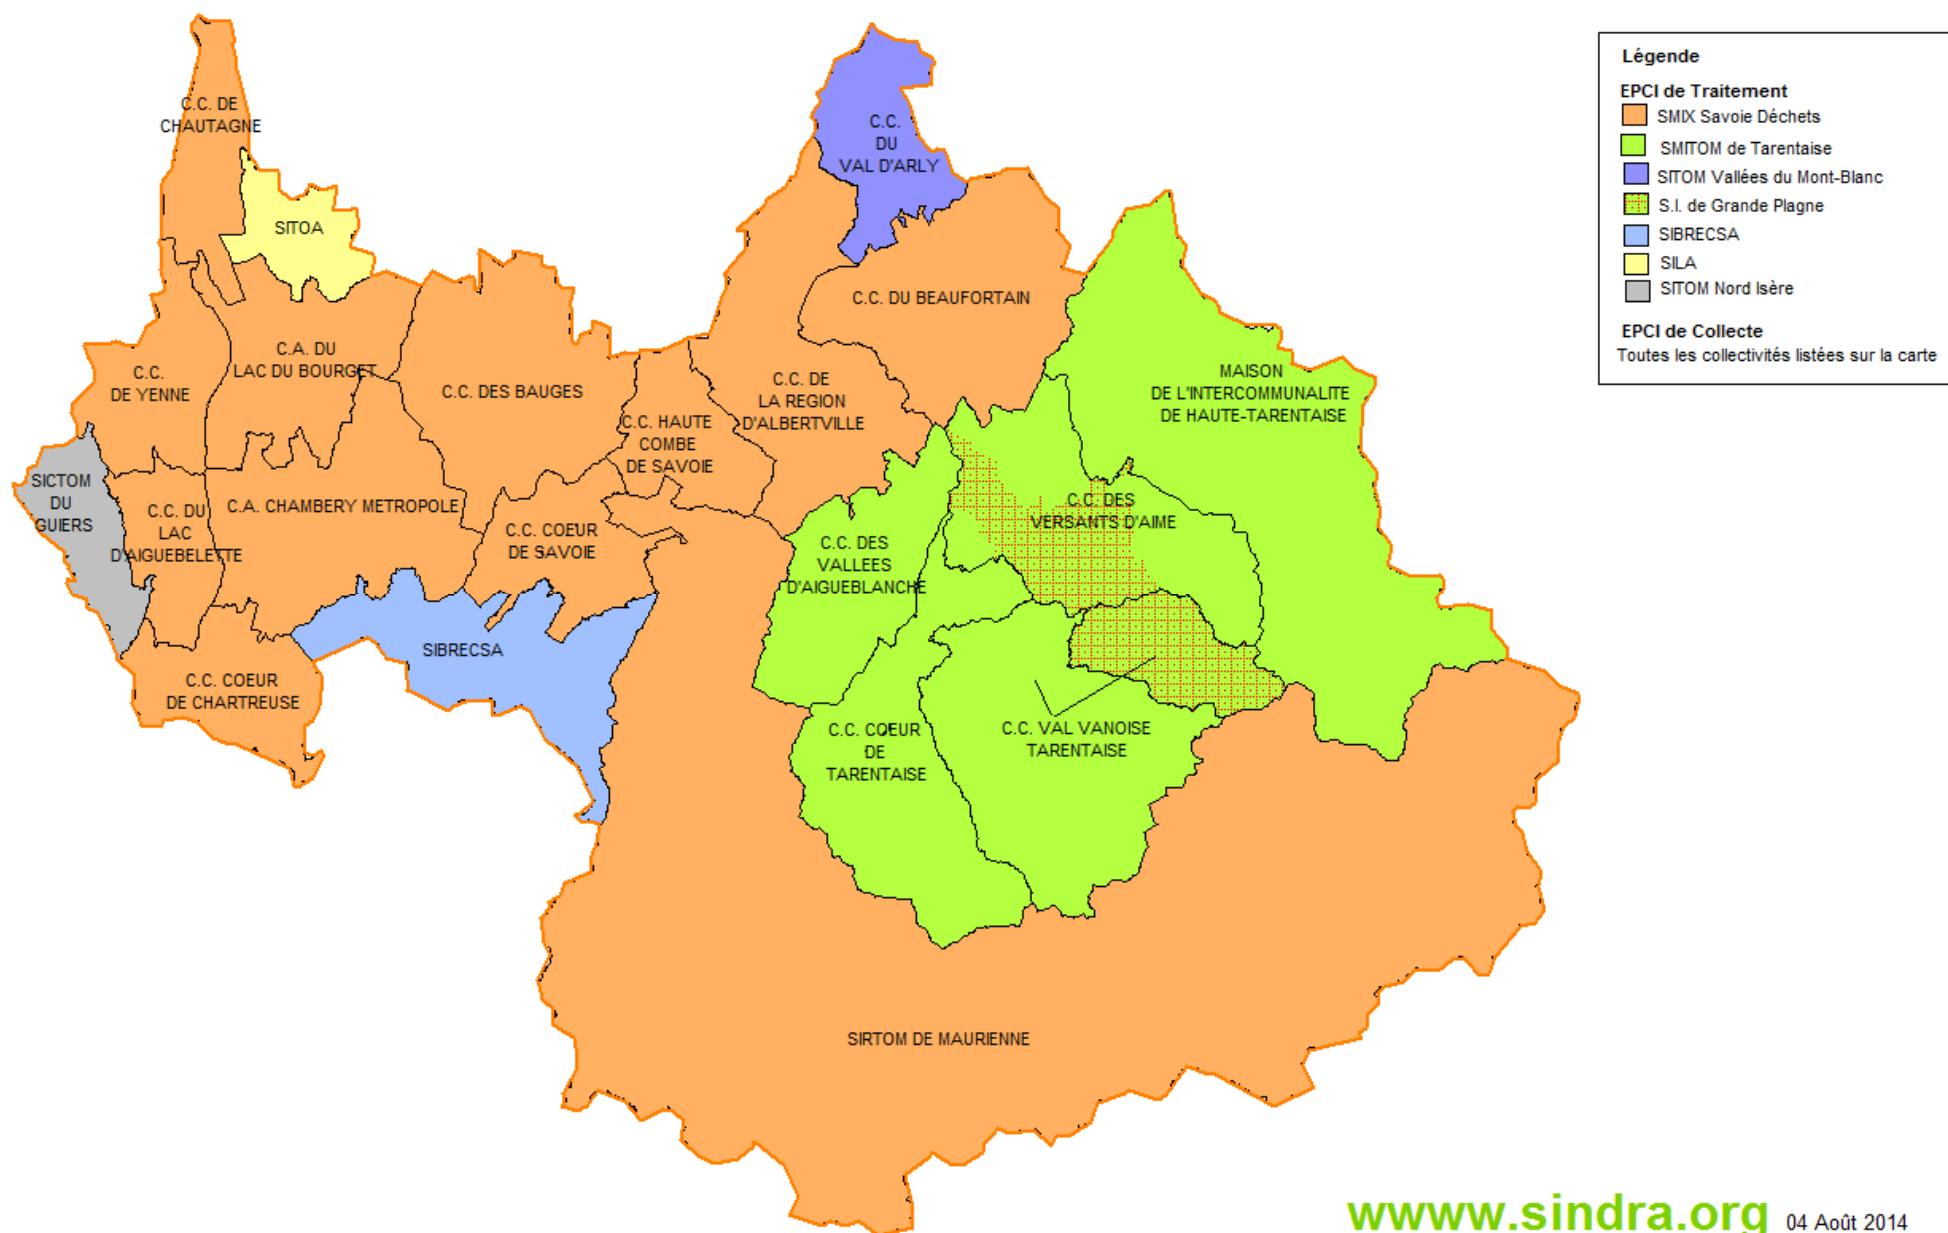 C.C. DE
CHAUTAGNE
C.C.
DU
VAL D'ARLY
SITOA
C.C. DU BEAUFORTAIN
C.A. DU
LAC DU BOURGET
C.C.
DE YENNE
C.C. DES BAUGES
C.C. DE
LA REGION
D'ALBERTVILLE
MAISON
DE L'INTERCOMMUNALITE
DE HAUTE-TARENTAISE
C.C. HAUTE
COMBE
DE SAVOIE
SICTOM
DU
GUIERS
C.C. DU
LAC
D'AIGUEBELETTE
C.A. CHAMBERY METROPOLE
C.C. COEUR
DE SAVOIE
C.C. DES
VERSANTS D'AIME
C.C. DES
VALLEES
D'AIGUEBLANCHE
SIBRECSA
C.C. COEUR
DE CHARTREUSE
C.C. COEUR
DE
TARENTAISE
C.C. VAL VANOISE
TARENTAISE
SIRTOM DE MAURIENNE
Légende
EPCI de Traitement
SMIX Savoie Déchets
SMITOM de Tarentaise
SITOM Vallées du Mont-Blanc
S.I. de Grande Plagne
SIBRECSA
SILA
SITOM Nord Isère
EPCI de Collecte
Toutes les collectivités listées sur la carte
wwww.sindra.org 04 Août 2014